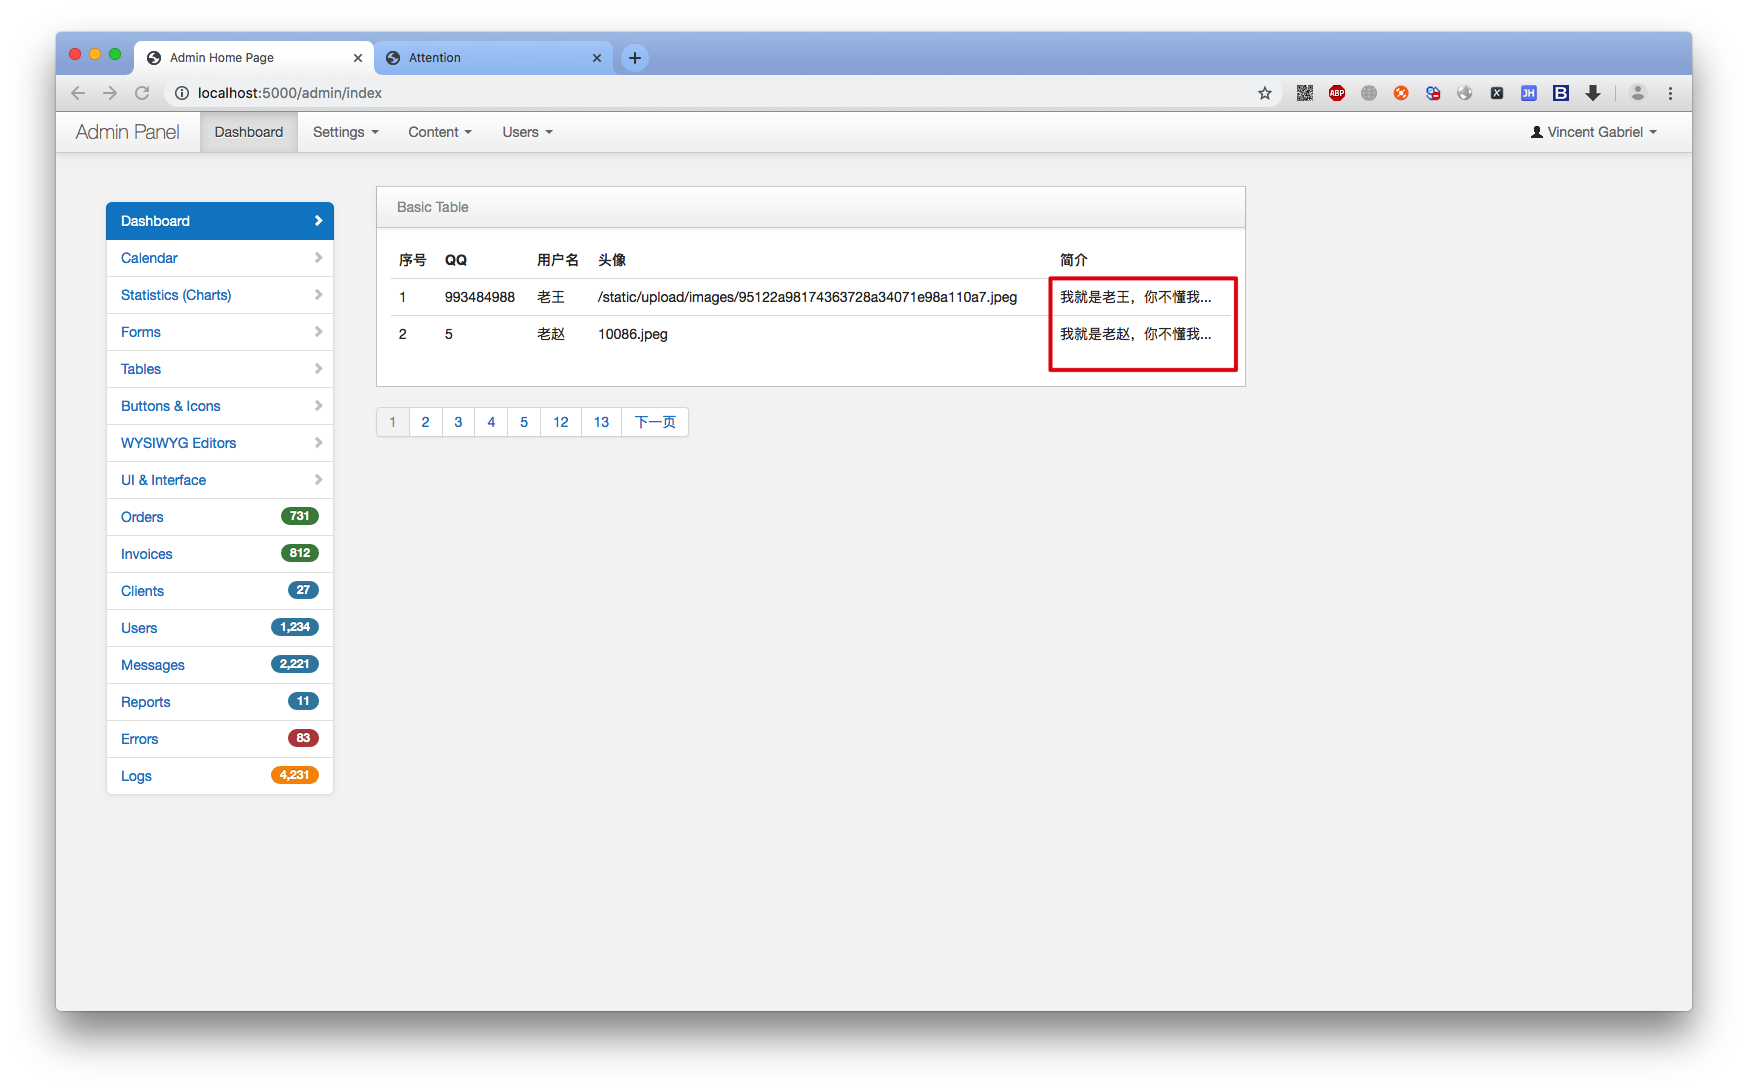 Admin Home Page
Attention
localhost:5000/admin/index
ABP
X
JH
B
Admin Panel
Dashboard
Settings
Content
Users
Vincent Gabriel
Dashboard
Calendar
Statistics (Charts)
Forms
Tables
Buttons & Icons
WYSIWYG Editors
UI & Interface
Orders 731
Invoices 812
Clients 27
Users 1,234
Messages 2,221
Reports 11
Errors 83
Logs 4,231
Basic Table
序号 QQ 用户名 头像 简介
1 993484988 老王 /static/upload/images/95122a98174363728a34071e98a110a7.jpeg 我就是老王，你不懂我...
2 5 老赵 10086.jpeg 我就是老赵，你不懂我...
1 2 3 4 5 12 13 下一页